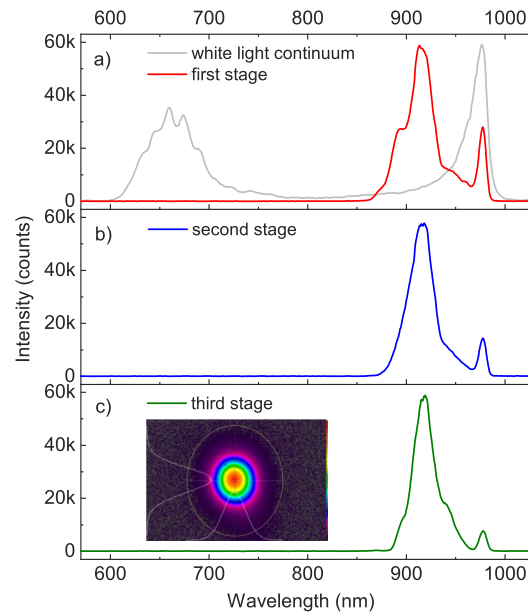 600 700 800 900 1000
60k
a)
white light continuum
first stage
40k
20k
0
60k
b)
second stage
40k
20k
0
60k
c)
third stage
40k
20k
0
600 700 800 900 1000
Wavelength (nm)
Intensity (counts)